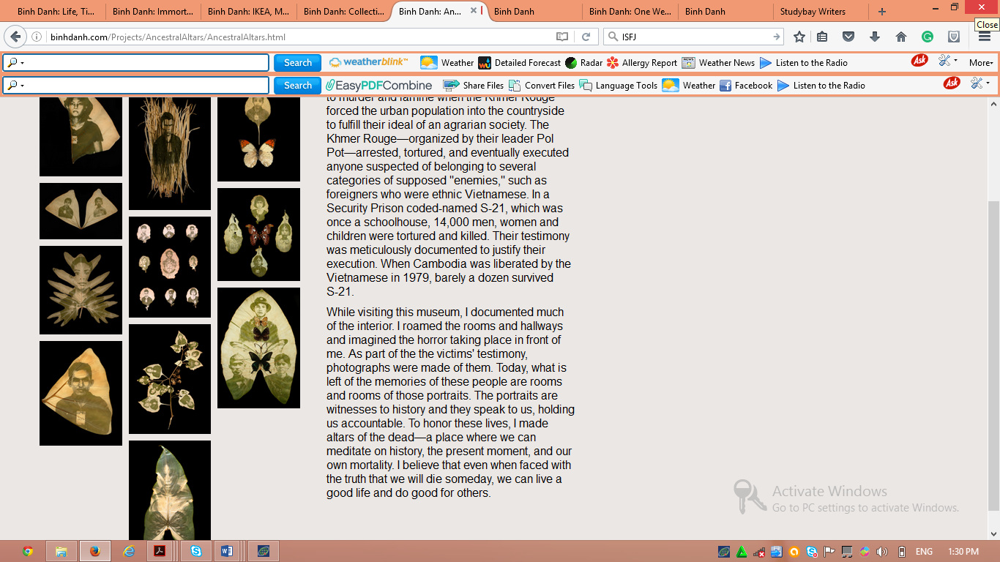 Binh Danh: Life, Ti...
Binh Danh: Immort...
Binh Danh: IKEA, M...
Binh Danh: Collecti...
Binh Danh: An...
Binh Danh
Binh Danh: One We...
Binh Danh
Studybay Writers
Close
binhdanh.com/Projects/AncestralAltars/AncestralAltars.html
ISFJ
Search
weatherblink™
Weather
Detailed Forecast
Radar
Allergy Report
NEWS
Weather News
Listen to the Radio
Ask
More
Search
EasyPDFCombine
Share Files
Convert Files
Language Tools
Weather
Facebook
Listen to the Radio
Ask
to murder and famine when the Khmer Rouge
forced the urban population into the countryside
to fulfill their ideal of an agrarian society. The
Khmer Rouge—organized by their leader Pol
Pot—arrested, tortured, and eventually executed
anyone suspected of belonging to several
categories of supposed "enemies," such as
foreigners who were ethnic Vietnamese. In a
Security Prison coded-named S-21, which was
once a schoolhouse, 14,000 men, women and
children were tortured and killed. Their testimony
was meticulously documented to justify their
execution. When Cambodia was liberated by the
Vietnamese in 1979, barely a dozen survived
S-21.
While visiting this museum, I documented much
of the interior. I roamed the rooms and hallways
and imagined the horror taking place in front of
me. As part of the the victims' testimony,
photographs were made of them. Today, what is
left of the memories of these people are rooms
and rooms of those portraits. The portraits are
witnesses to history and they speak to us, holding
us accountable. To honor these lives, I made
altars of the dead—a place where we can
meditate on history, the present moment, and our
own mortality. I believe that even when faced with
the truth that we will die someday, we can live a
good life and do good for others.
Activate Windows
Go to PC settings to activate Windows.
ENG
1:30 PM